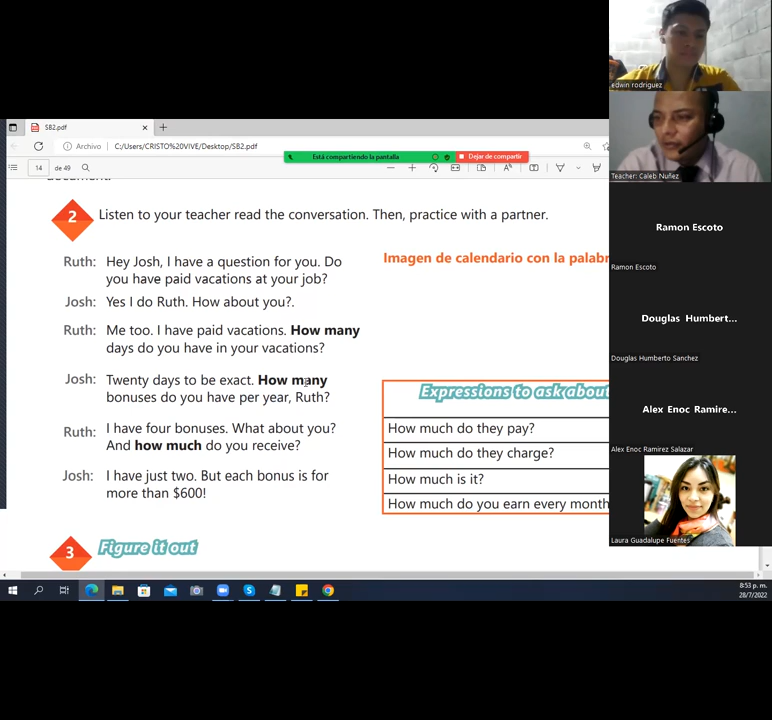 SB2.pdf
Archivo
C:/Users/CRISTO%20VIVE/Desktop/SB2.pdf
Está compartiendo la pantalla
Dejar de compartir
14
de 49
2
Listen to your teacher read the conversation. Then, practice with a partner.
Ruth: Hey Josh, I have a question for you. Do
you have paid vacations at your job?
Josh: Yes I do Ruth. How about you?.
Ruth: Me too. I have paid vacations. How many
days do you have in your vacations?
Josh: Twenty days to be exact. How many
bonuses do you have per year, Ruth?
Ruth: I have four bonuses. What about you?
And how much do you receive?
Josh: I have just two. But each bonus is for
more than $600!
Imagen de calendario con la palabr
Expressions to ask about
How much do they pay?
How much do they charge?
How much is it?
How much do you earn every month
3
Figure it out
edwin rodriguez
Teacher: Caleb Nuñez
Ramon Escoto
Ramon Escoto
Douglas Humbert...
Douglas Humberto Sanchez
Alex Enoc Ramire...
Alex Enoc Ramirez Salazar
Laura Guadalupe Fuentes
8:53 p. m.
28/7/2022